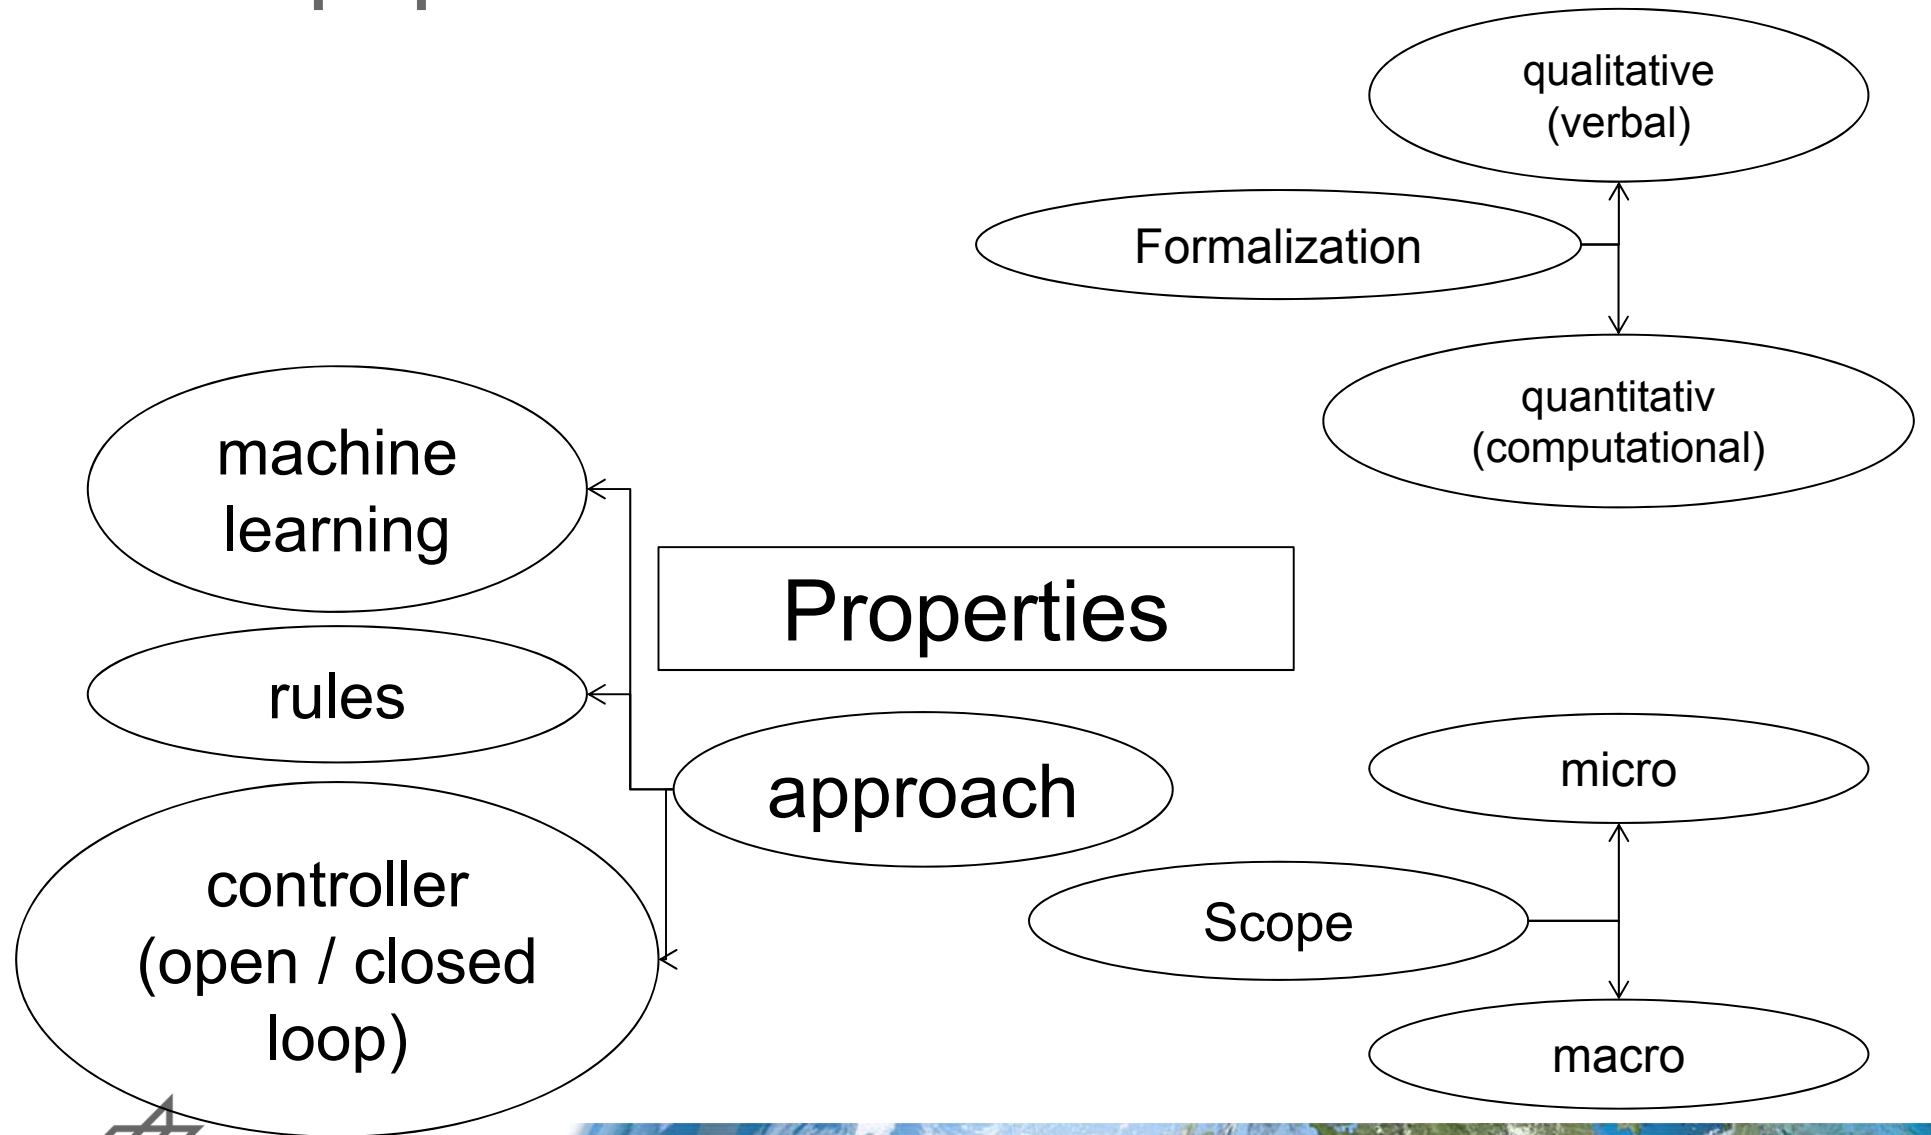 qualitative
(verbal)
Formalization
quantitativ
(computational)
machine
learning
Properties
rules
approach
micro
controller
(open / closed
loop)
Scope
macro